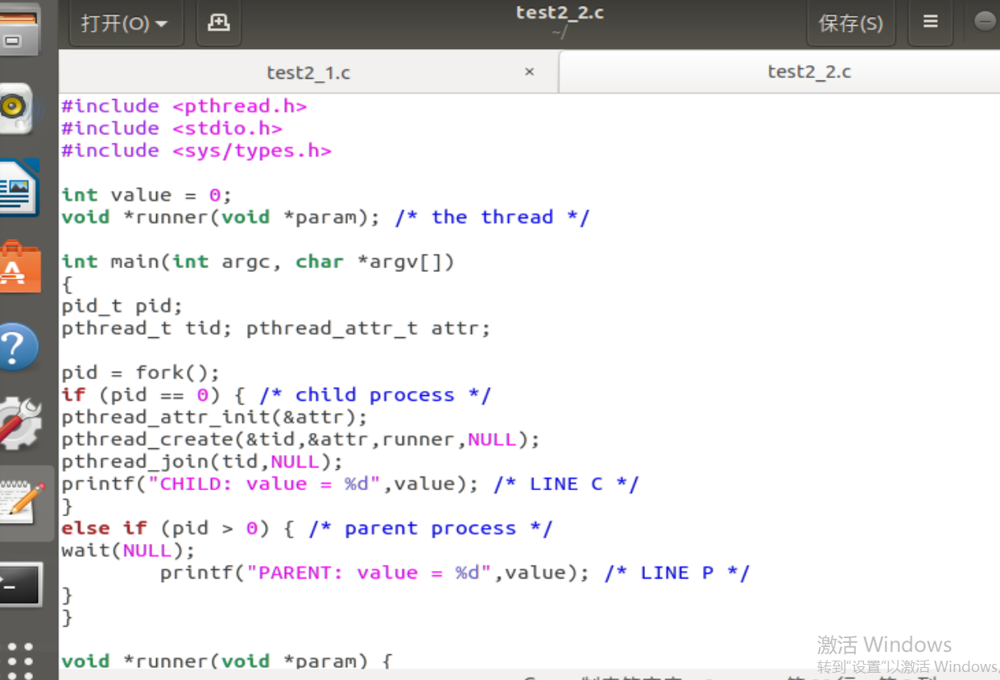 打开(O)
test2_2.c
~/
保存(S)
test2_1.c
×
test2_2.c
#include <pthread.h>
#include <stdio.h>
#include <sys/types.h>
int value = 0;
void *runner(void *param); /* the thread */
int main(int argc, char *argv[])
{
pid_t pid;
pthread_t tid; pthread_attr_t attr;
pid = fork();
if (pid == 0) { /* child process */
pthread_attr_init(&attr);
pthread_create(&tid,&attr,runner,NULL);
pthread_join(tid,NULL);
printf("CHILD: value = %d",value); /* LINE C */
}
else if (pid > 0) { /* parent process */
wait(NULL);
printf("PARENT: value = %d",value); /* LINE P */
}
}
void *runner(void *param) {
激活 Windows
转到"设置"以激活 Windows